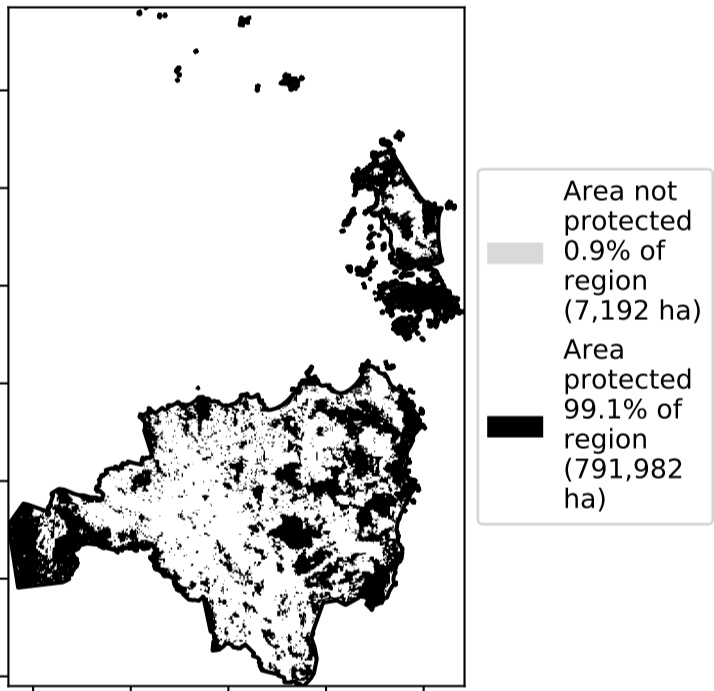 Area not
protected
0.9% of
region
(7,192 ha)
Area
protected
99.1% of
region
(791,982
ha)